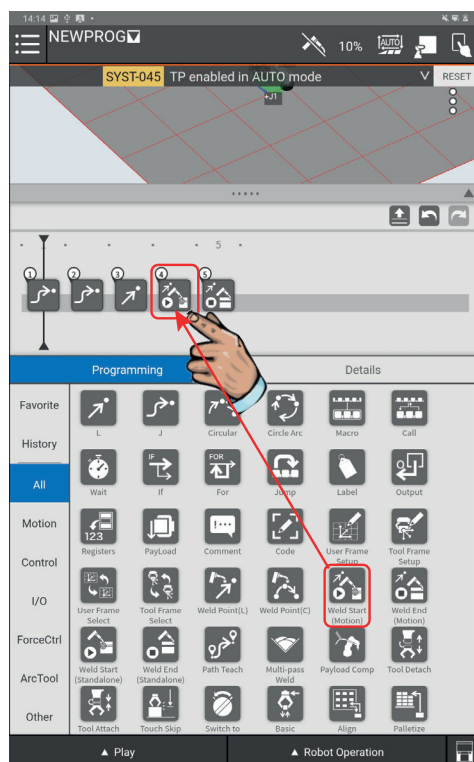 14:14
NEWPROG
10%
AUTO
SYST-045 TP enabled in AUTO mode
RESET
+J1
5
1 2 3 4 5
Programming Details
Favorite
History
All
Motion
Control
I/O
ForceCtrl
ArcTool
Other
L J Circular Circle Arc Macro Call
IF FOR
Wait If For Jump Label Output
123
Registers PayLoad Comment Code User Frame Setup Tool Frame Setup
User Frame Select Tool Frame Select Weld Point(L) Weld Point(C) Weld Start (Motion) Weld End (Motion)
Weld Start (Standalone) Weld End (Standalone) Path Teach Multi-pass Weld Payload Comp Tool Detach
Tool Attach Touch Skip Switch to Basic Align Palletize
▲ Play ▲ Robot Operation